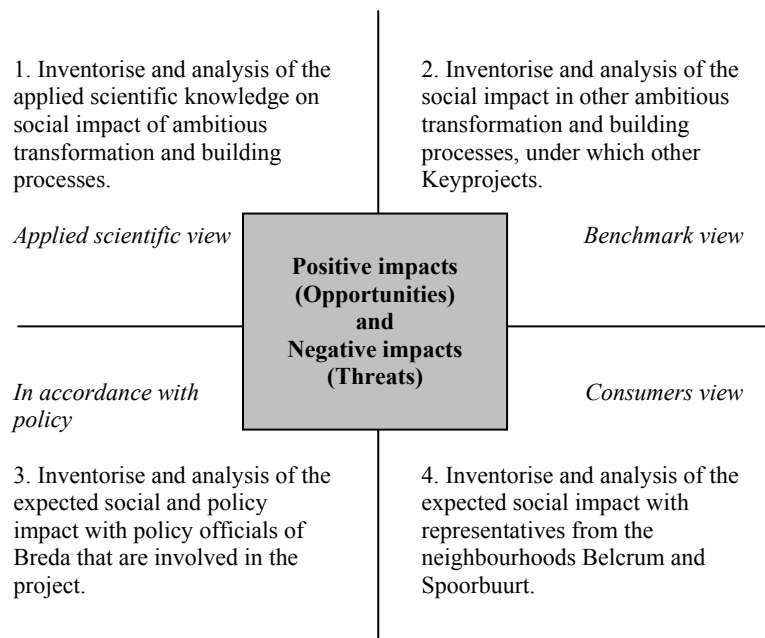 1. Inventorise and analysis of the
applied scientific knowledge on
social impact of ambitious
transformation and building
processes.
Applied scientific view
2. Inventorise and analysis of the
social impact in other ambitious
transformation and building
processes, under which other
Keyprojects.
Benchmark view
Positive impacts
(Opportunities)
and
Negative impacts
(Threats)
In accordance with
policy
3. Inventorise and analysis of the
expected social and policy
impact with policy officials of
Breda that are involved in the
project.
Consumers view
4. Inventorise and analysis of the
expected social impact with
representatives from the
neighbourhoods Belcrum and
Spoorbuurt.